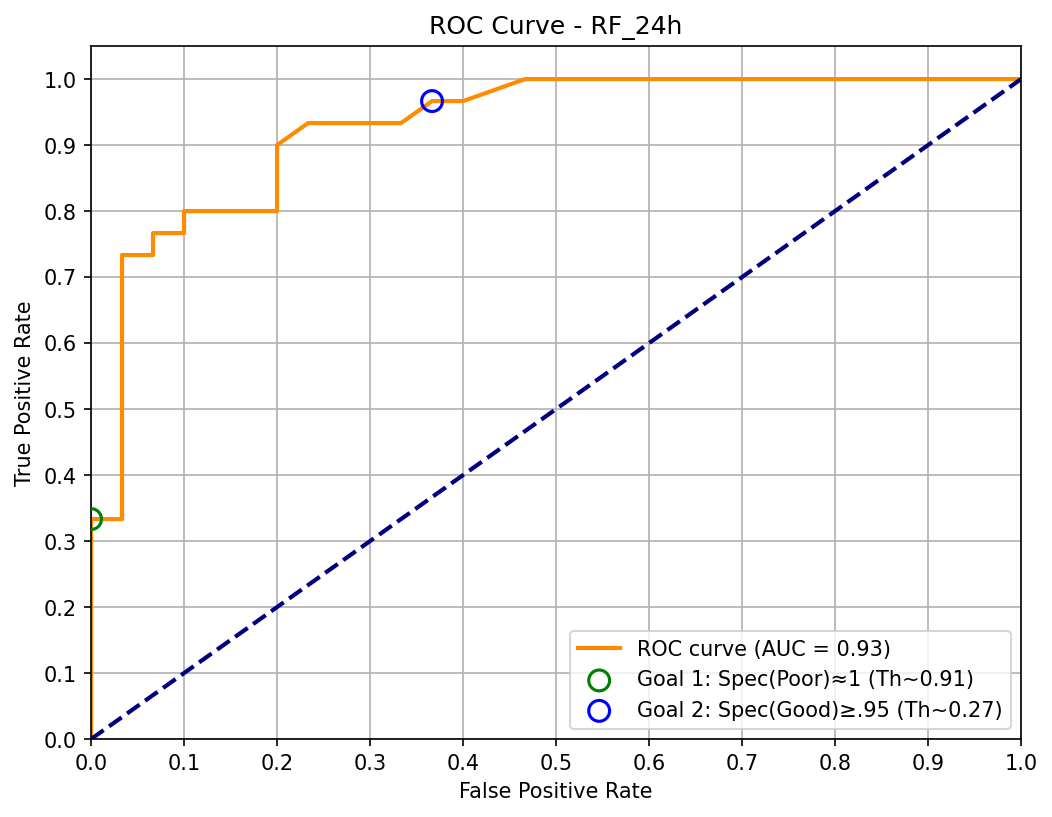 ROC Curve - RF_24h
True Positive Rate
1.0
0.9
0.8
0.7
0.6
0.5
0.4
0.3
0.2
0.1
0.0
ROC curve (AUC = 0.93)
Goal 1: Spec(Poor)≈1 (Th~0.91)
Goal 2: Spec(Good)≥.95 (Th~0.27)
0.0 0.1 0.2 0.3 0.4 0.5 0.6 0.7 0.8 0.9 1.0
False Positive Rate